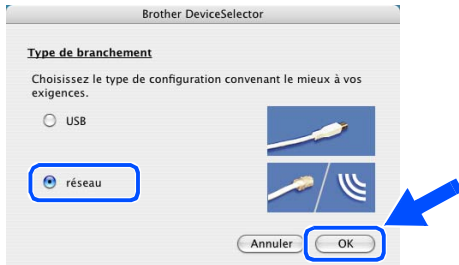 Brother DeviceSelector
Type de branchement
Choisissez le type de configuration convenant le mieux à vos
exigences.
USB
réseau
Annuler
OK